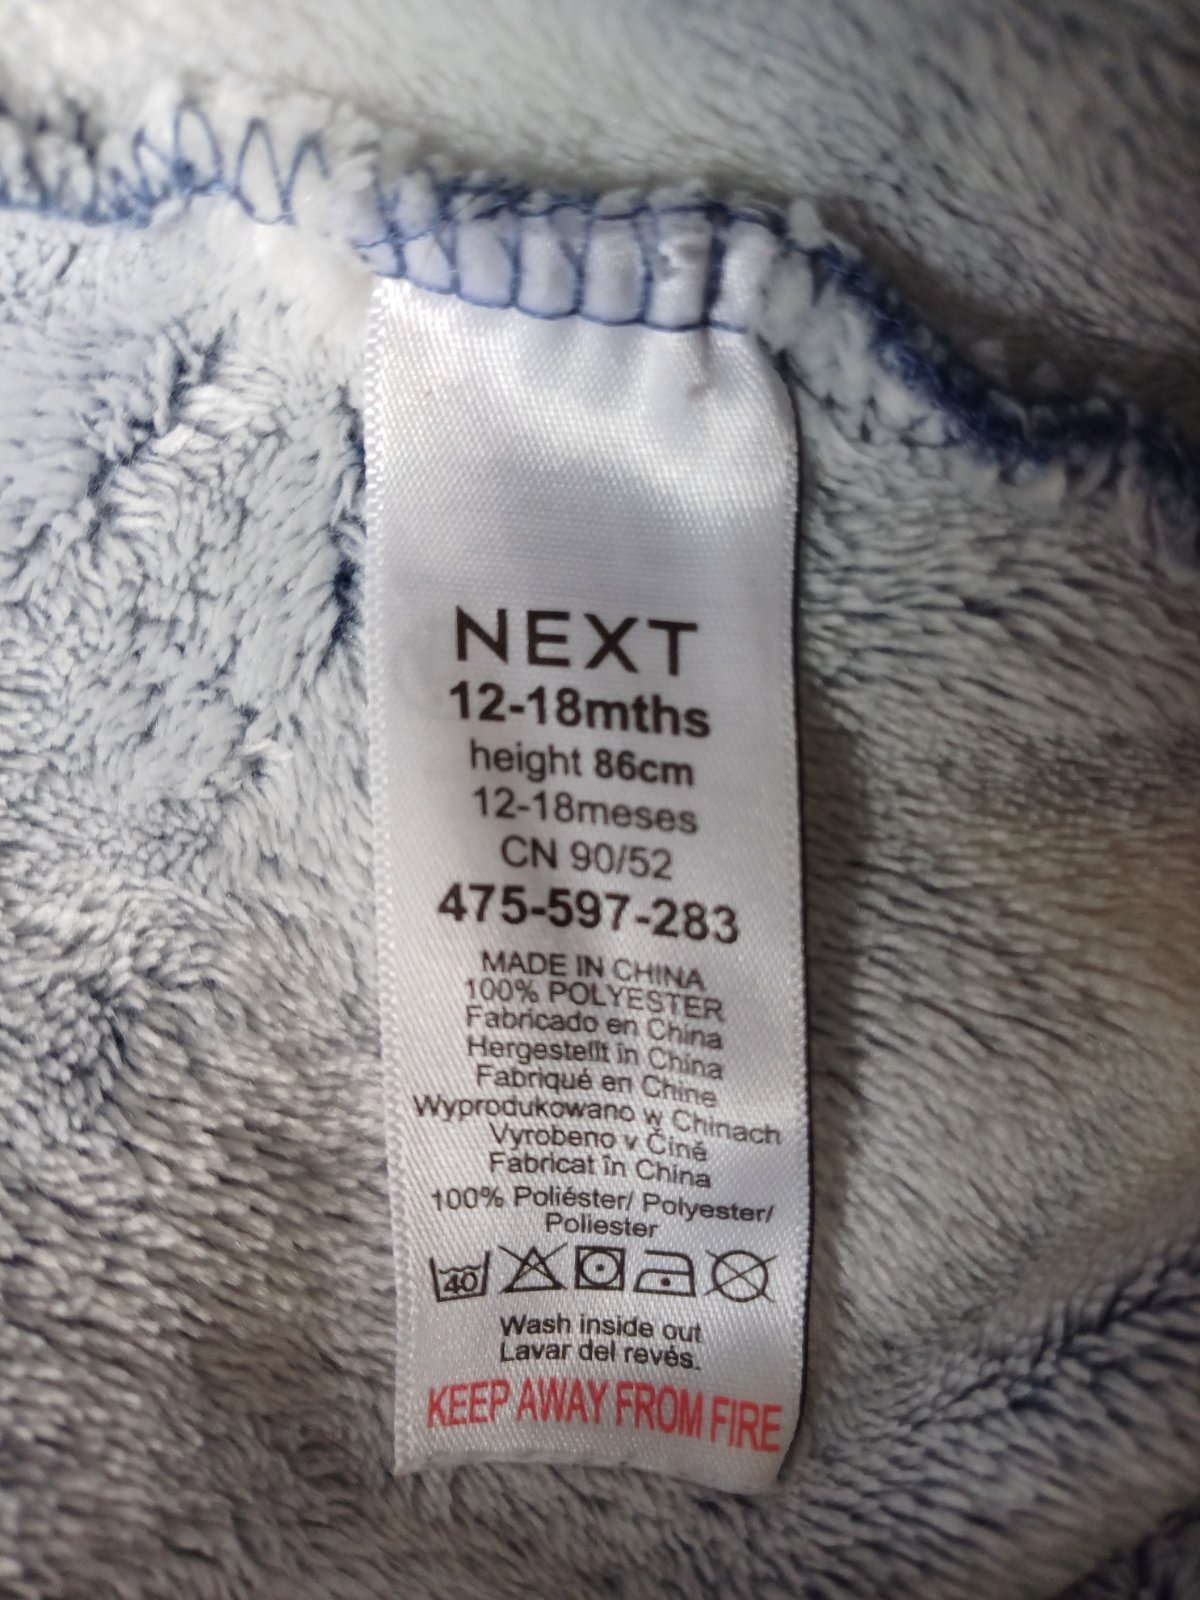 NEXT
12-18mths
height 86cm
12-18meses
CN 90/52
475-597-283
MADE IN CHINA
100% POLYESTER
Fabricado en China
Hergestellt in China
Fabriqué en Chine
Wyprodukowano w Chinach
Vyrobeno v Číně
Fabricat în China
100% Poliéster/ Polyester/
Poliester
40
Wash inside out
Lavar del revés.
KEEP AWAY FROM FIRE